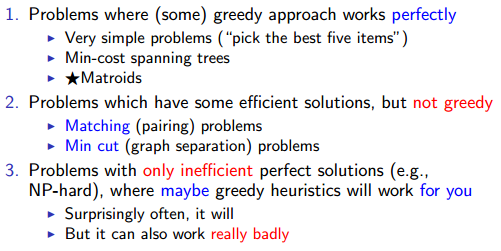 1. Problems where (some) greedy approach works perfectly
▶ Very simple problems (“pick the best five items”)
▶ Min-cost spanning trees
▶ ★Matroids
2. Problems which have some efficient solutions, but not greedy
▶ Matching (pairing) problems
▶ Min cut (graph separation) problems
3. Problems with only inefficient perfect solutions (e.g.,
NP-hard), where maybe greedy heuristics will work for you
▶ Surprisingly often, it will
▶ But it can also work really badly